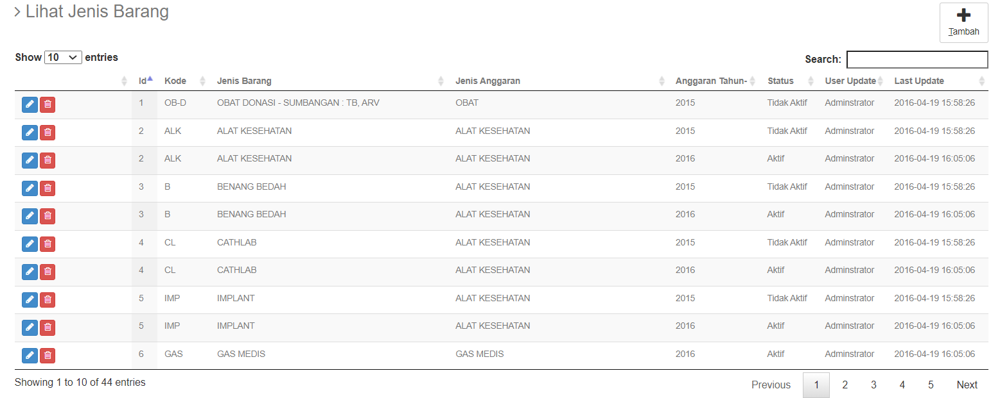 Lihat Jenis Barang
Tambah
Show 10 entries
Search:
Id Kode Jenis Barang Jenis Anggaran Anggaran Tahun- Status User Update Last Update
1 OB-D OBAT DONASI - SUMBANGAN : TB, ARV OBAT 2015 Tidak Aktif Adminstrator 2016-04-19 15:58:26
2 ALK ALAT KESEHATAN ALAT KESEHATAN 2015 Tidak Aktif Adminstrator 2016-04-19 15:58:26
2 ALK ALAT KESEHATAN ALAT KESEHATAN 2016 Aktif Adminstrator 2016-04-19 16:05:06
3 B BENANG BEDAH ALAT KESEHATAN 2015 Tidak Aktif Adminstrator 2016-04-19 15:58:26
3 B BENANG BEDAH ALAT KESEHATAN 2016 Aktif Adminstrator 2016-04-19 16:05:06
4 CL CATHLAB ALAT KESEHATAN 2015 Tidak Aktif Adminstrator 2016-04-19 15:58:26
4 CL CATHLAB ALAT KESEHATAN 2016 Aktif Adminstrator 2016-04-19 16:05:06
5 IMP IMPLANT ALAT KESEHATAN 2015 Tidak Aktif Adminstrator 2016-04-19 15:58:26
5 IMP IMPLANT ALAT KESEHATAN 2016 Aktif Adminstrator 2016-04-19 16:05:06
6 GAS GAS MEDIS GAS MEDIS 2016 Aktif Adminstrator 2016-04-19 16:05:06
Showing 1 to 10 of 44 entries
Previous 1 2 3 4 5 Next